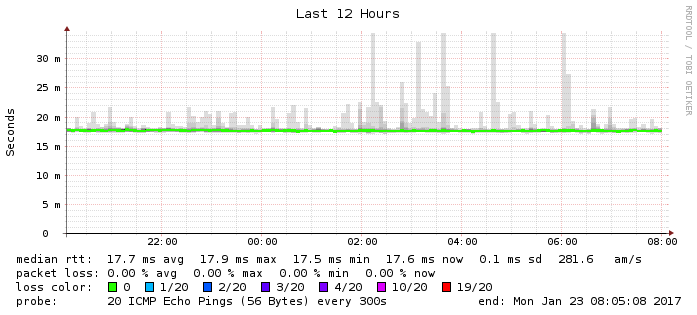 Last 12 Hours
RRDTOOL / TOBI OETIKER
Seconds
30 m
25 m
20 m
15 m
10 m
5 m
0
22:00 00:00 02:00 04:00 06:00 08:00
median rtt: 17.7 ms avg 17.9 ms max 17.5 ms min 17.6 ms now 0.1 ms sd 281.6 am/s
packet loss: 0.00 % avg 0.00 % max 0.00 % min 0.00 % now
loss color: 0 1/20 2/20 3/20 4/20 10/20 19/20
probe: 20 ICMP Echo Pings (56 Bytes) every 300s end: Mon Jan 23 08:05:08 2017